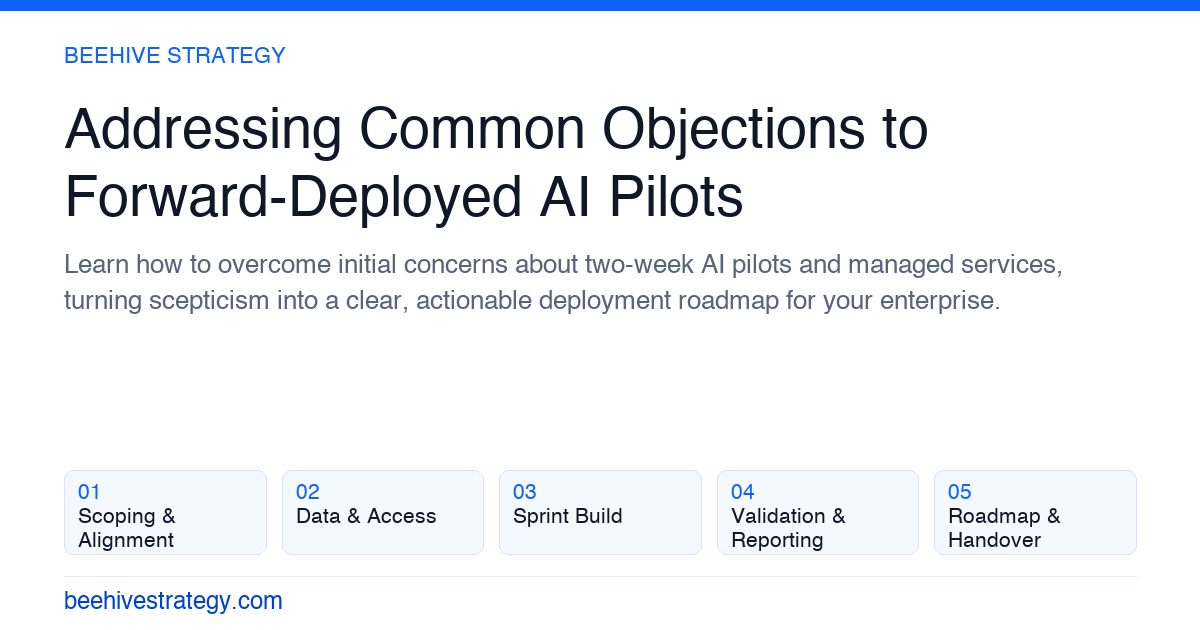 BEEHIVE STRATEGY
Addressing Common Objections to
Forward-Deployed AI Pilots
Learn how to overcome initial concerns about two-week AI pilots and managed services,
turning scepticism into a clear, actionable deployment roadmap for your enterprise.
01
Scoping &
Alignment
02
Data & Access
03
Sprint Build
04
Validation &
Reporting
05
Roadmap &
Handover
beehivestrategy.com